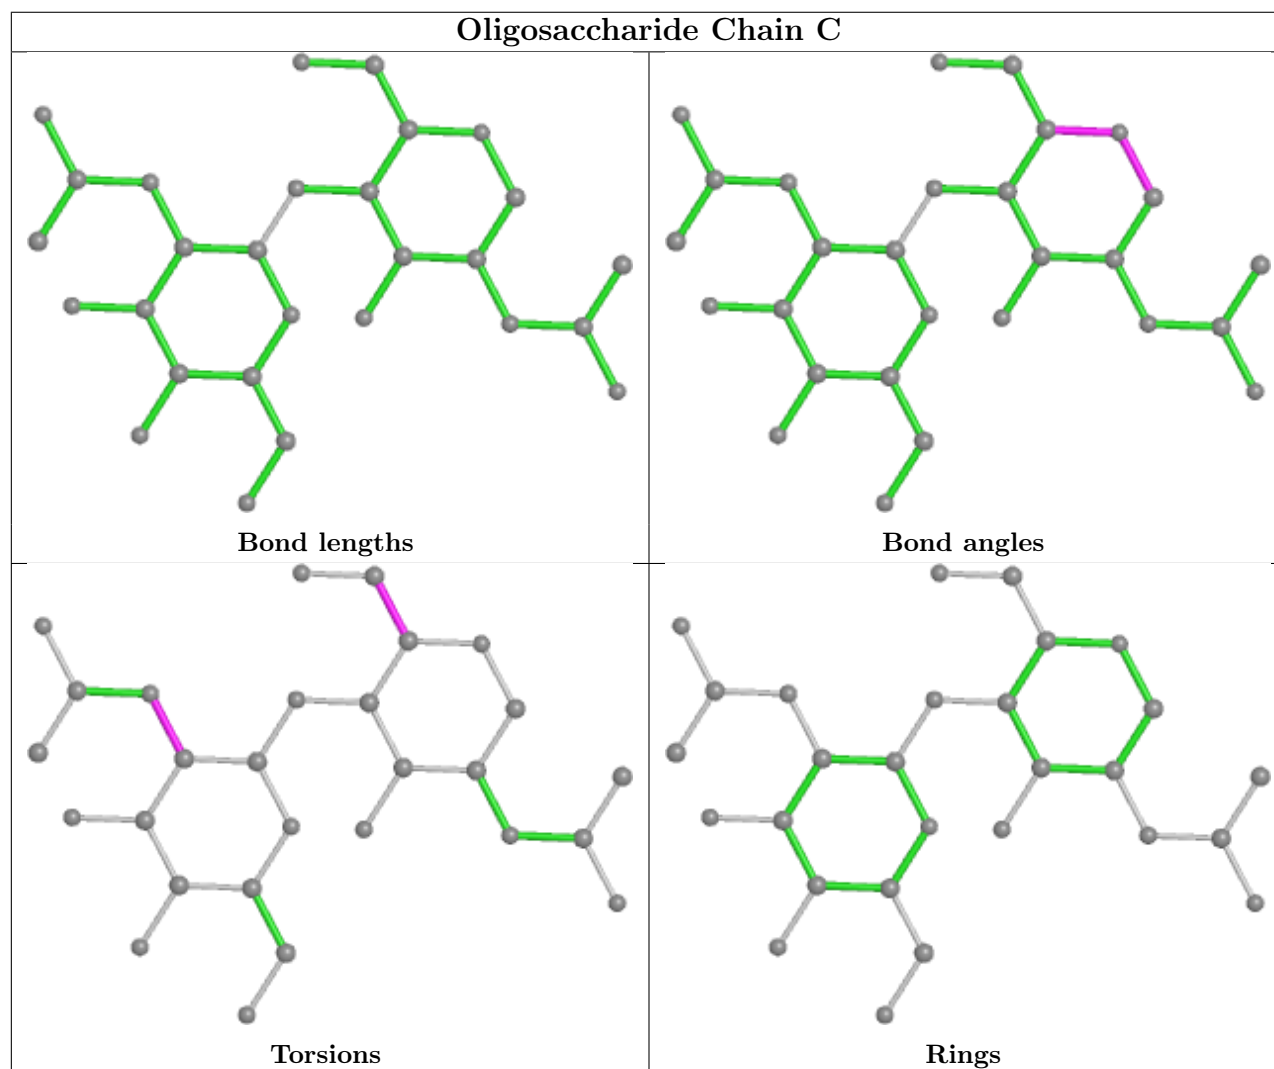 Oligosaccharide Chain C
Bond lengths
Bond angles
Torsions
Rings